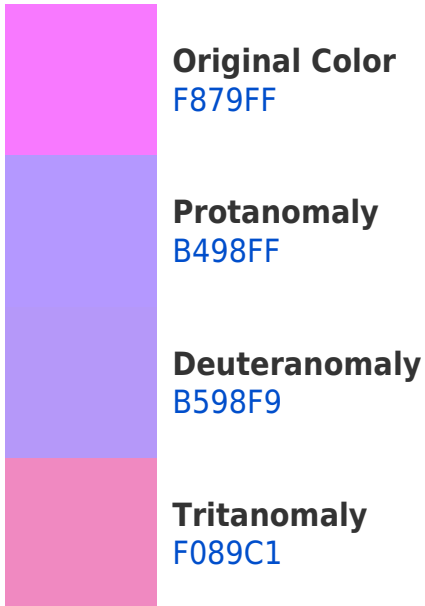 Original Color
F879FF
Protanomaly
B498FF
Deuteranomaly
B598F9
Tritanomaly
F089C1